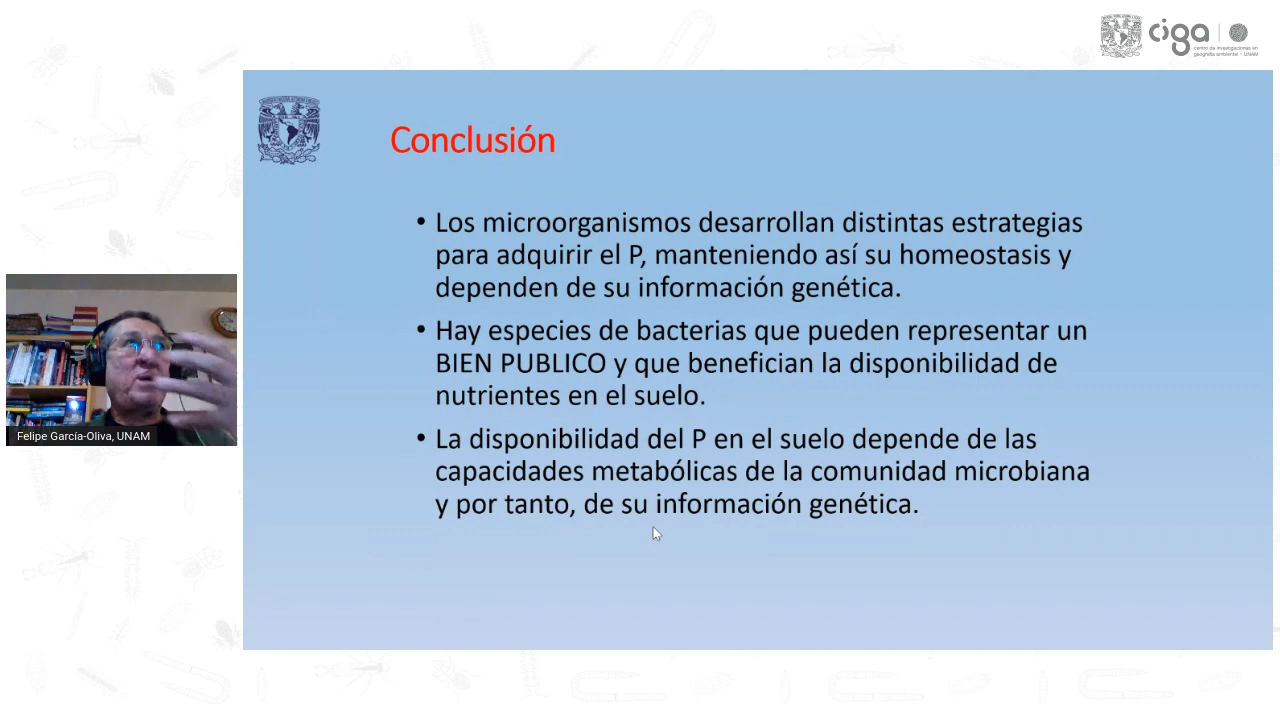 ciga
centro de investigaciones en
geografía ambiental - UNAM
Conclusión
• Los microorganismos desarrollan distintas estrategias
para adquirir el P, manteniendo así su homeostasis y
dependen de su información genética.
• Hay especies de bacterias que pueden representar un
BIEN PUBLICO y que benefician la disponibilidad de
nutrientes en el suelo.
• La disponibilidad del P en el suelo depende de las
capacidades metabólicas de la comunidad microbiana
y por tanto, de su información genética.
Felipe García-Oliva, UNAM